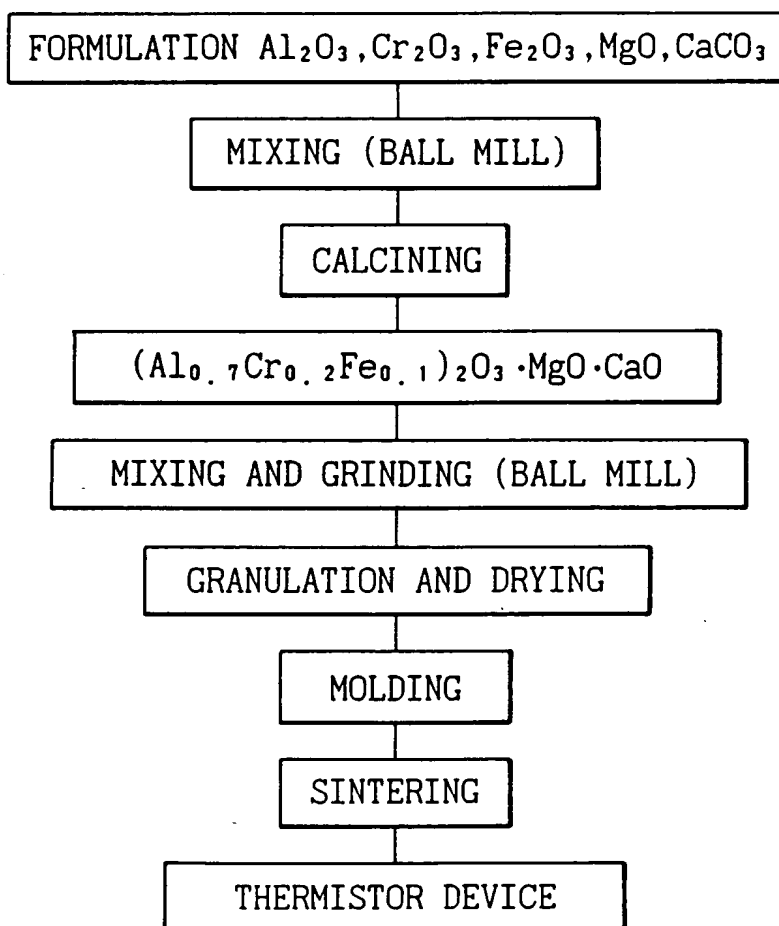 FORMULATION Al₂O₃,Cr₂O₃,Fe₂O₃,MgO,CaCO₃
MIXING (BALL MILL)
CALCINING
(Al₀.₇Cr₀.₂Fe₀.₁)₂O₃·MgO·CaO
MIXING AND GRINDING (BALL MILL)
GRANULATION AND DRYING
MOLDING
SINTERING
THERMISTOR DEVICE